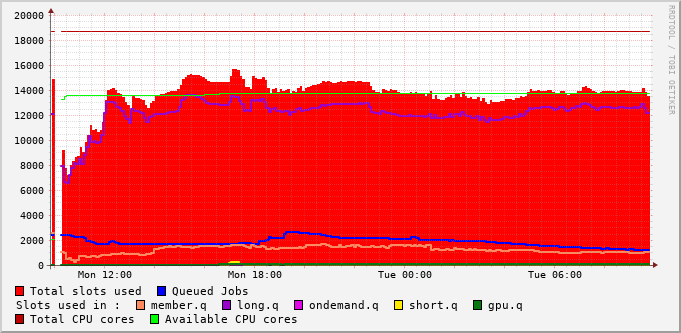 20000
18000
16000
14000
12000
10000
8000
6000
4000
2000
0
Mon 12:00 Mon 18:00 Tue 00:00 Tue 06:00
RRDTOOL / TOBI OETIKER
Total slots used Queued Jobs
Slots used in : member.q long.q ondemand.q short.q gpu.q
Total CPU cores Available CPU cores